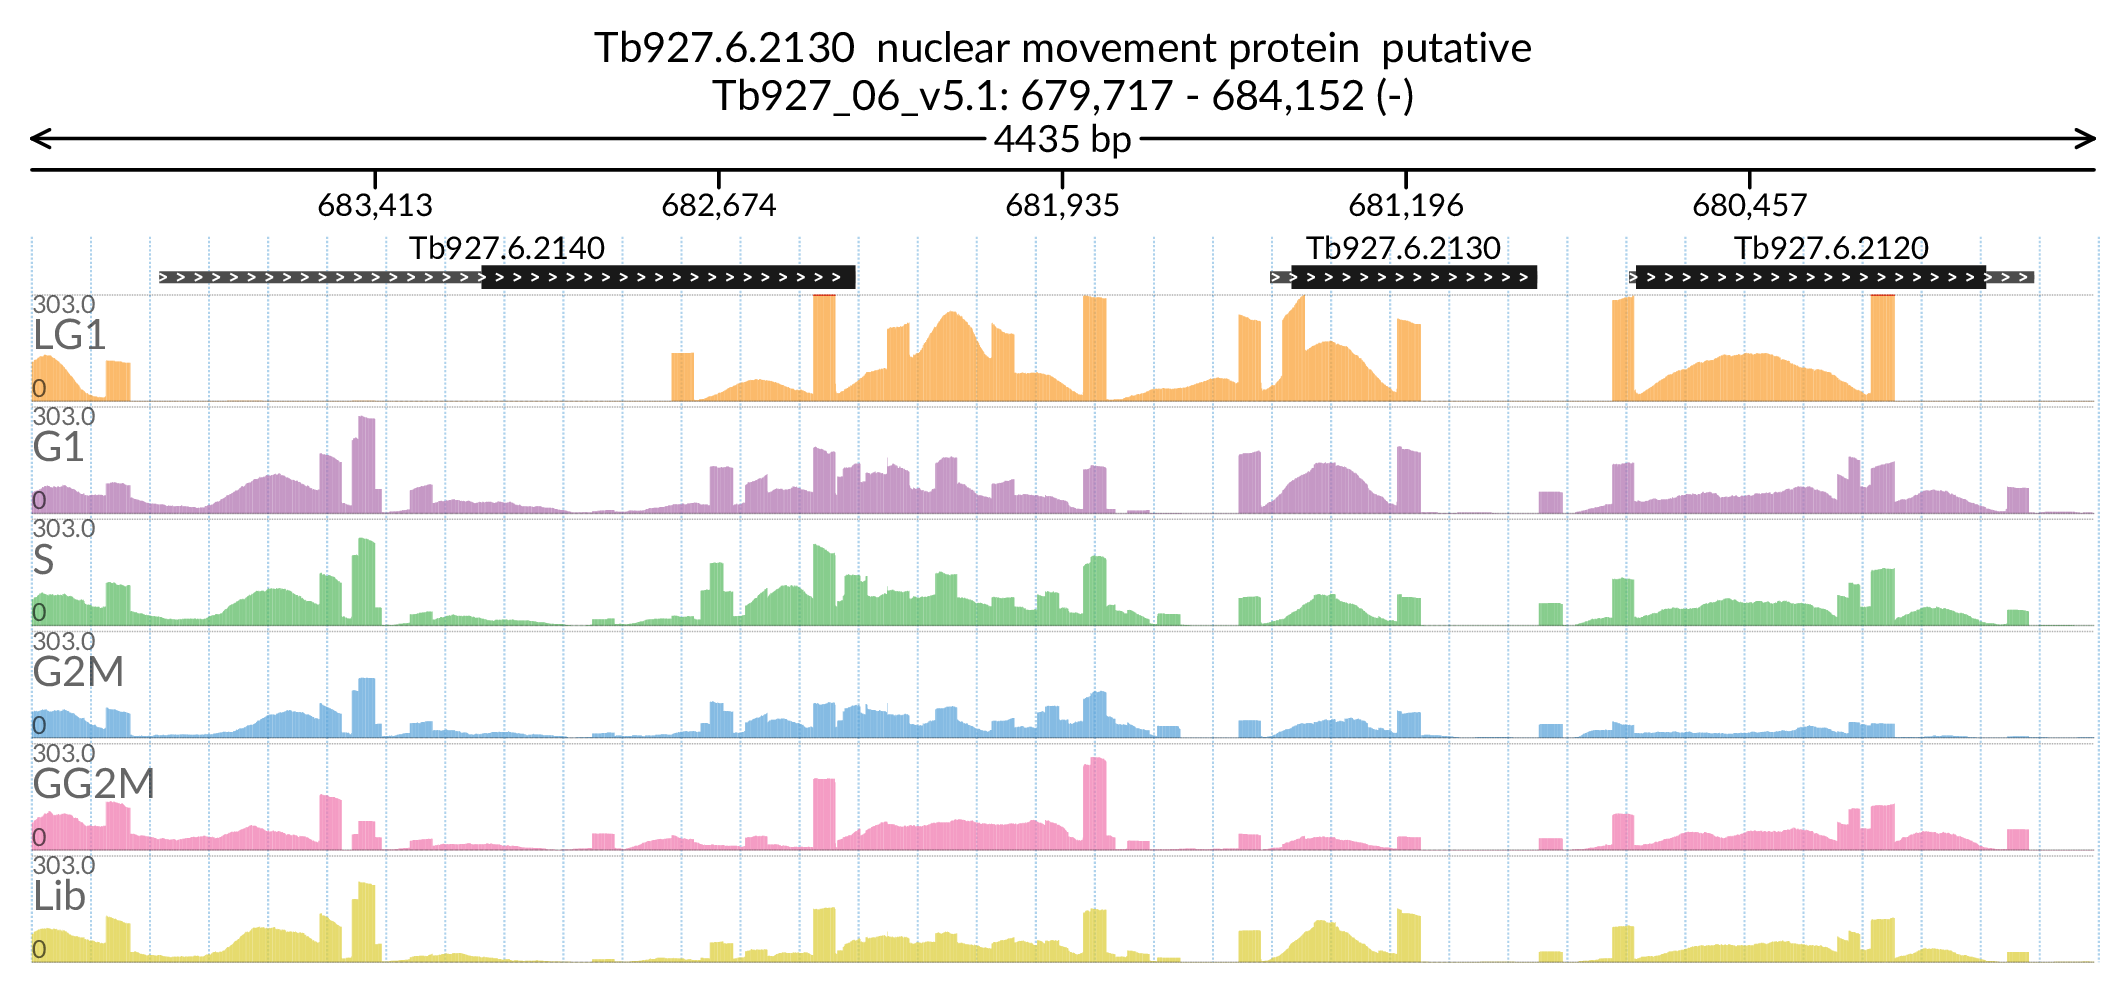 Tb927.6.2130 nuclear movement protein putative
Tb927_06_v5.1: 679,717 - 684,152 (-)
4435 bp
683,413 682,674 681,935 681,196 680,457
Tb927.6.2140 Tb927.6.2130 Tb927.6.2120
303.0
LG1
0
303.0
G1
0
303.0
S
0
303.0
G2M
0
303.0
GG2M
0
303.0
Lib
0